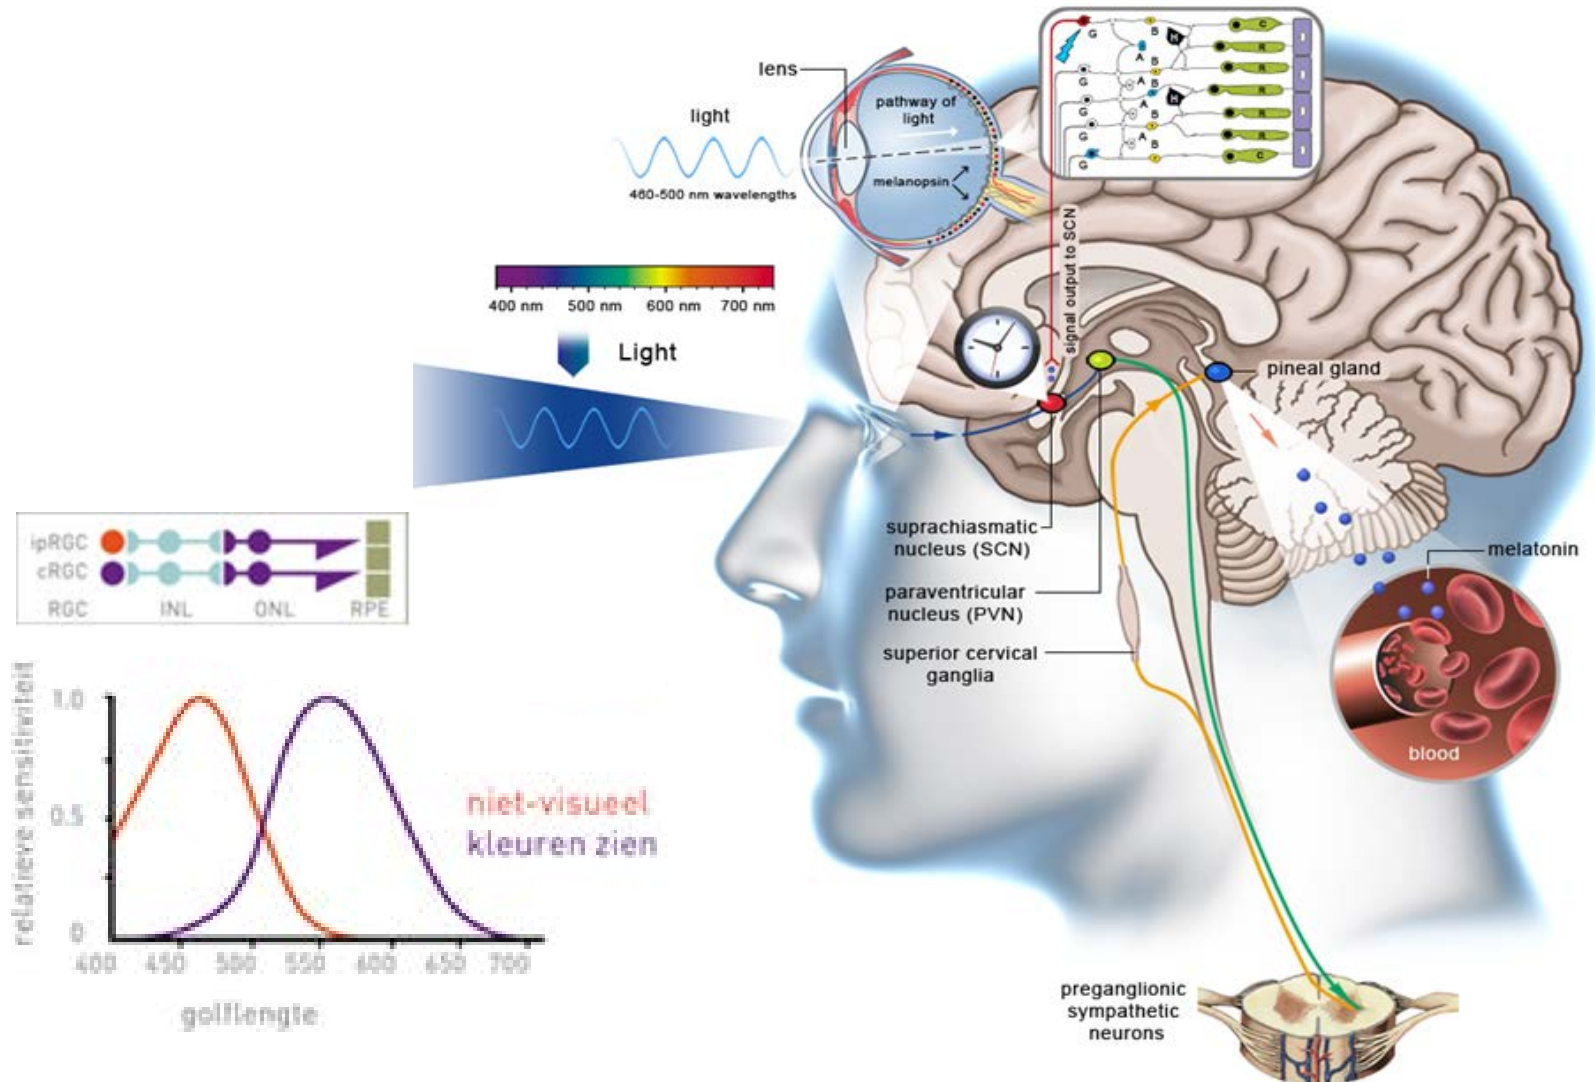 lens
pathway of
light
light
melanopsin
460-500 nm wavelengths
G
B
H
C
A
R
G
B
R
G
A
B
R
G
A
H
G
B
R
A
R
G
B
C
signal output to SCN
400 nm
500 nm
600 nm
700 nm
Light
pineal gland
suprachiasmatic
nucleus (SCN)
melatonin
paraventricular
nucleus (PVN)
superior cervical
ganglia
blood
preganglionic
sympathetic
neurons
ipRGC
cRGC
RGC
INL
ONL
RPE
relatieve sensitiviteit
1.0
0.5
0
niet-visueel
kleuren zien
400
450
500
550
600
650
700
golflengte